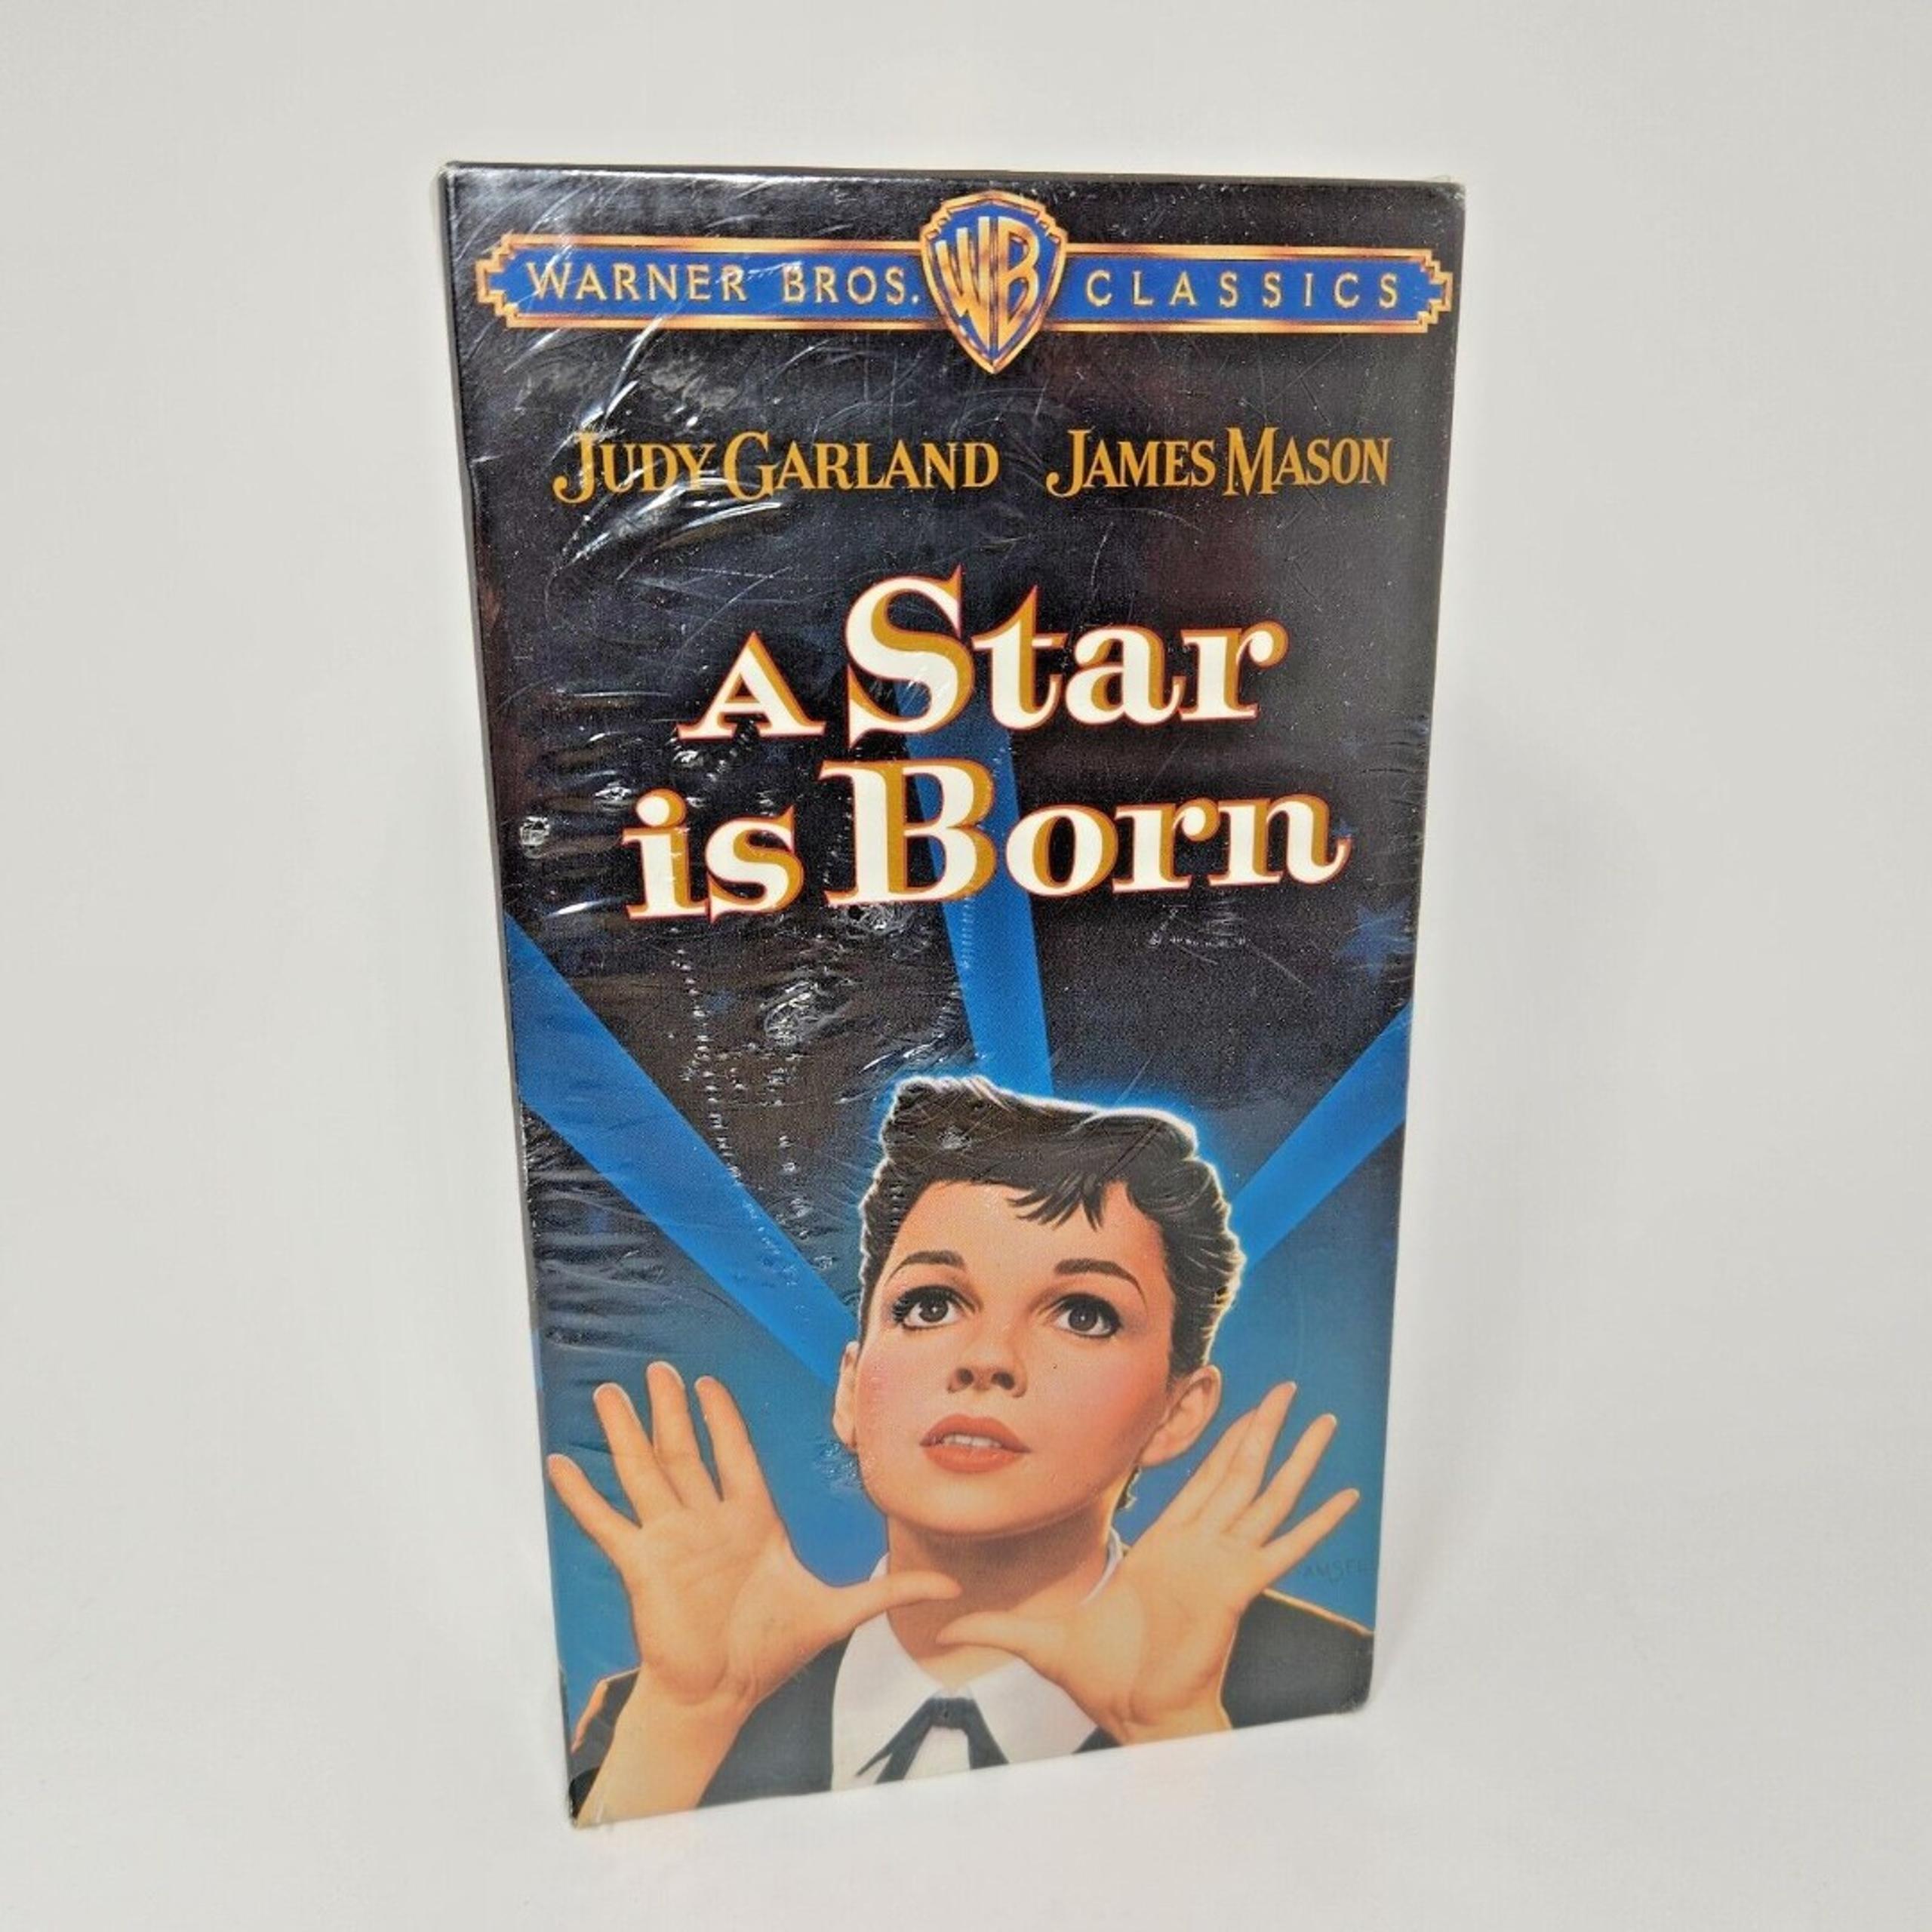 WARNER BROS. WB CLASSICS
JUDY GARLAND JAMES MASON
A Star
is Born